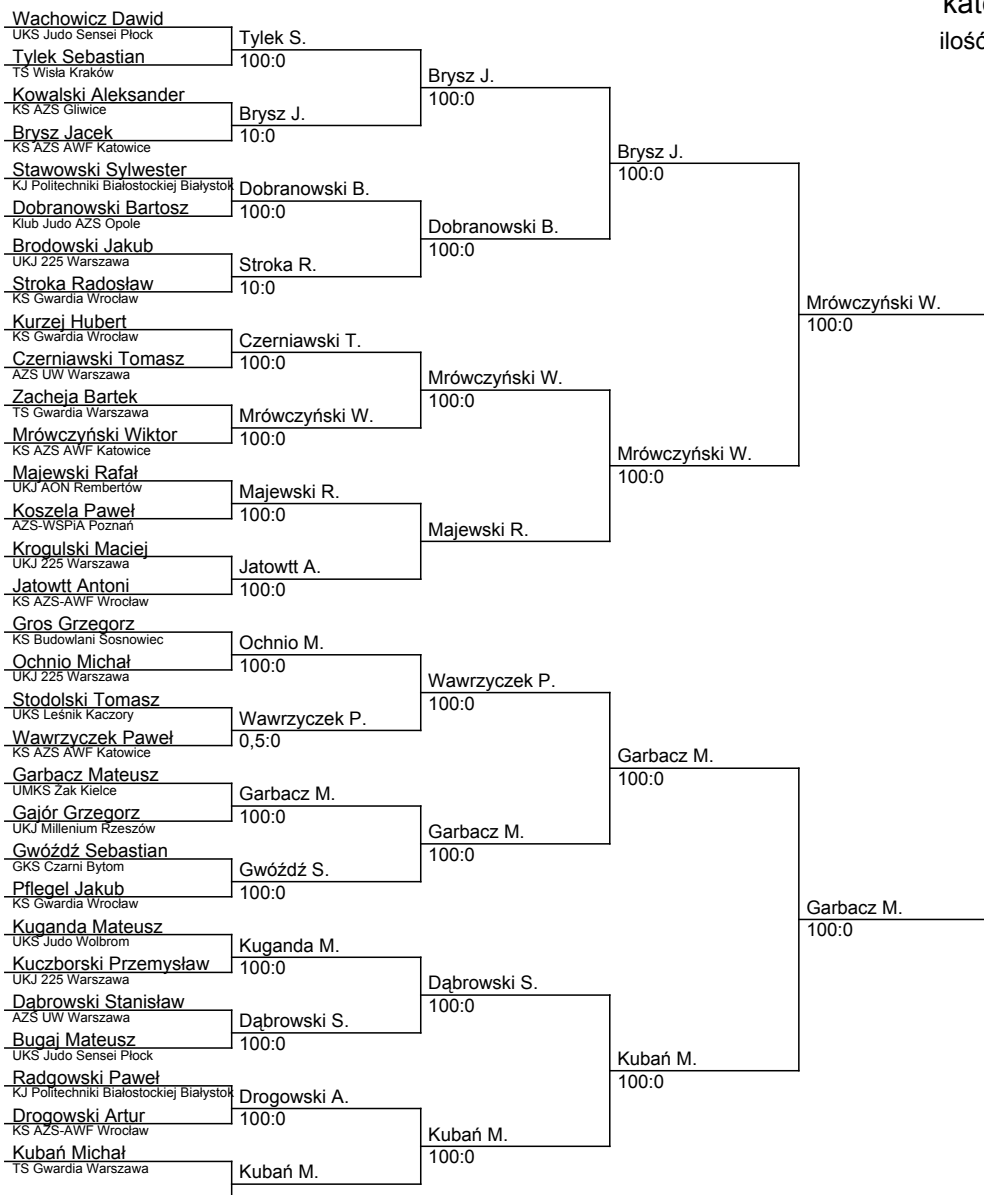 kate
ilość
Wachowicz Dawid
UKS Judo Sensei Płock
Tylek Sebastian
TS Wisła Kraków
Kowalski Aleksander
KS AZS Gliwice
Brysz Jacek
KS AZS AWF Katowice
Stawowski Sylwester
KJ Politechniki Białostockiej Białystok
Dobranowski Bartosz
Klub Judo AZS Opole
Brodowski Jakub
UKJ 225 Warszawa
Stroka Radosław
KS Gwardia Wrocław
Kurzej Hubert
KS Gwardia Wrocław
Czerniawski Tomasz
AZS UW Warszawa
Zacheja Bartek
TS Gwardia Warszawa
Mrówczyński Wiktor
KS AZS AWF Katowice
Majewski Rafał
UKJ AON Rembertów
Koszela Paweł
AZS-WSPiA Poznań
Krogulski Maciej
UKJ 225 Warszawa
Jatowtt Antoni
KS AZS-AWF Wrocław
Gros Grzegorz
KS Budowlani Sosnowiec
Ochnio Michał
UKJ 225 Warszawa
Stodolski Tomasz
UKS Leśnik Kaczory
Wawrzyczek Paweł
KS AZS AWF Katowice
Garbacz Mateusz
UMKS Żak Kielce
Gajór Grzegorz
UKJ Millenium Rzeszów
Gwóźdź Sebastian
GKS Czarni Bytom
Pflegel Jakub
KS Gwardia Wrocław
Kuganda Mateusz
UKS Judo Wolbrom
Kuczborski Przemysław
UKJ 225 Warszawa
Dąbrowski Stanisław
AZS UW Warszawa
Bugaj Mateusz
UKS Judo Sensei Płock
Radgowski Paweł
KJ Politechniki Białostockiej Białystok
Drogowski Artur
KS AZS-AWF Wrocław
Kubań Michał
TS Gwardia Warszawa
Tylek S.
100:0
Brysz J.
10:0
Dobranowski B.
100:0
Stroka R.
10:0
Czerniawski T.
100:0
Mrówczyński W.
100:0
Majewski R.
100:0
Jatowtt A.
100:0
Ochnio M.
100:0
Wawrzyczek P.
0,5:0
Garbacz M.
100:0
Gwóźdź S.
100:0
Kuganda M.
100:0
Dąbrowski S.
100:0
Drogowski A.
100:0
Kubań M.
Brysz J.
100:0
Dobranowski B.
100:0
Mrówczyński W.
100:0
Majewski R.
Wawrzyczek P.
100:0
Garbacz M.
100:0
Dąbrowski S.
100:0
Kubań M.
100:0
Brysz J.
100:0
Mrówczyński W.
100:0
Garbacz M.
100:0
Kubań M.
100:0
Mrówczyński W.
100:0
Garbacz M.
100:0